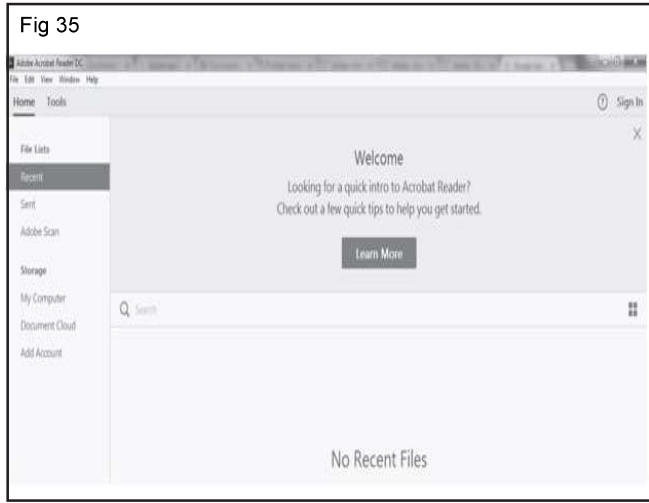 Fig 35
Adobe Acrobat Reader DC
File Edit View Window Help
Home Tools
Sign In
File Lists
Recent
Sent
Adobe Scan
Storage
My Computer
Document Cloud
Add Account
Welcome
Looking for a quick intro to Acrobat Reader?
Check out a few quick tips to help you get started.
Learn More
Search
No Recent Files